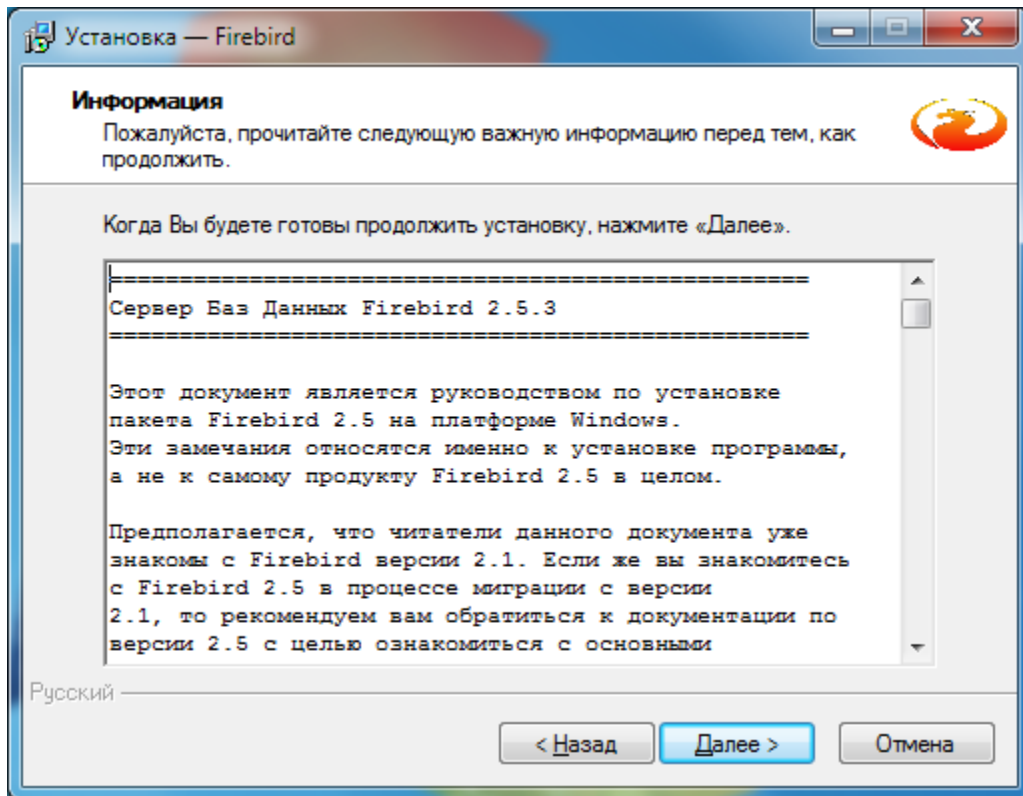 Установка — Firebird
Информация
Пожалуйста, прочитайте следующую важную информацию перед тем, как
продолжить.
Когда Вы будете готовы продолжить установку, нажмите «Далее».
==================================================
Сервер Баз Данных Firebird 2.5.3
==================================================
Этот документ является руководством по установке
пакета Firebird 2.5 на платформе Windows.
Эти замечания относятся именно к установке программы,
а не к самому продукту Firebird 2.5 в целом.
Предполагается, что читатели данного документа уже
знакомы с Firebird версии 2.1. Если же вы знакомитесь
с Firebird 2.5 в процессе миграции с версии
2.1, то рекомендуем вам обратиться к документации по
версии 2.5 с целью ознакомиться с основными
Русский
< Назад
Далее >
Отмена